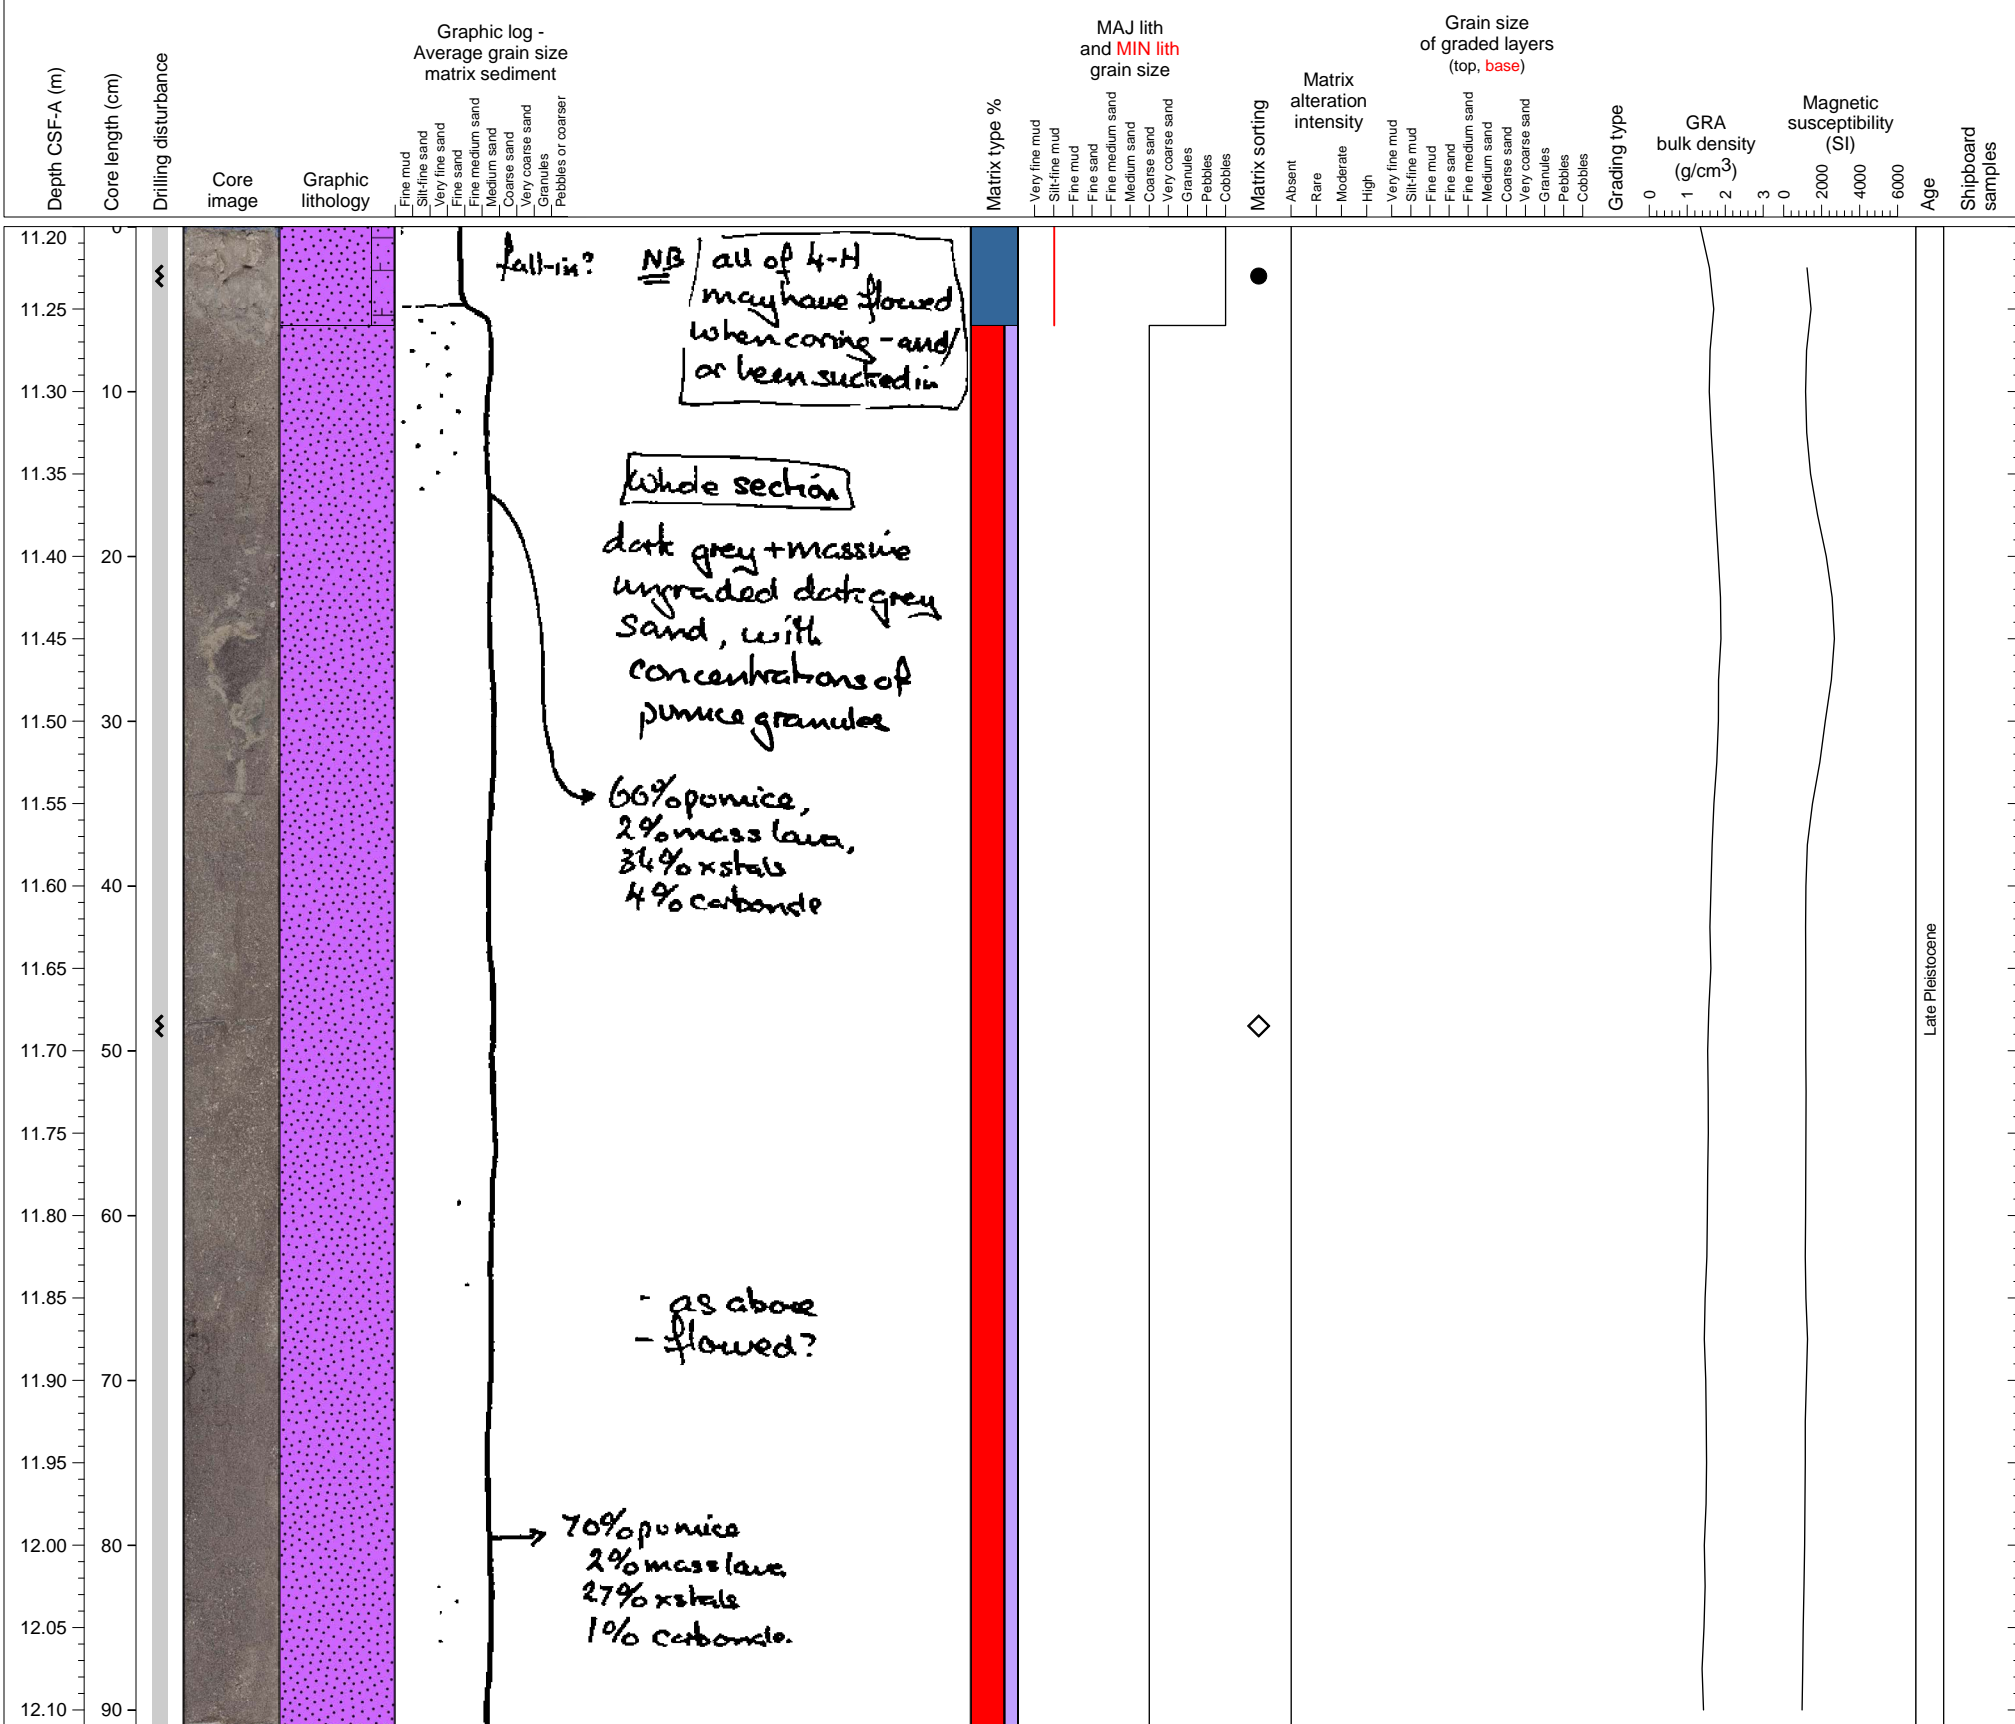 Depth CSF-A (m)
Core length (cm)
Drilling disturbance
Core
image
Graphic
lithology
Graphic log -
Average grain size
matrix sediment
Fine mud
Silt-fine sand
Very fine sand
Fine sand
Fine medium sand
Medium sand
Coarse sand
Very coarse sand
Granules
Pebbles or coarser
Matrix type %
MAJ lith
and MIN lith
grain size
Very fine mud
Silt-fine mud
Fine mud
Fine sand
Fine medium sand
Medium sand
Coarse sand
Very coarse sand
Granules
Pebbles
Cobbles
Matrix sorting
Matrix
alteration
intensity
Absent
Rare
Moderate
High
Grain size
of graded layers
(top, base)
Very fine mud
Silt-fine mud
Fine mud
Fine sand
Fine medium sand
Medium sand
Coarse sand
Very coarse sand
Granules
Pebbles
Cobbles
Grading type
GRA
bulk density
(g/cm3)
0 1 2 3
Magnetic
susceptibility
(SI)
0 2000 4000 6000
Age
Shipboard
samples
11.20
11.25
11.30
11.35
11.40
11.45
11.50
11.55
11.60
11.65
11.70
11.75
11.80
11.85
11.90
11.95
12.00
12.05
12.10
0
10
20
30
40
50
60
70
80
90
fall-in?
NB
all of 4-H
may have flowed
when coring - and/
or been sucked in
Whole section
dark grey + massive
ungraded dark grey
sand, with
concentrations of
pumice granules
pumice,
2% mass lava,
34% xstals
4% carbonate
- as above
- flowed?
70% pumice
2% mass lava
27% xstals
1% carbonate.
Late Pleistocene